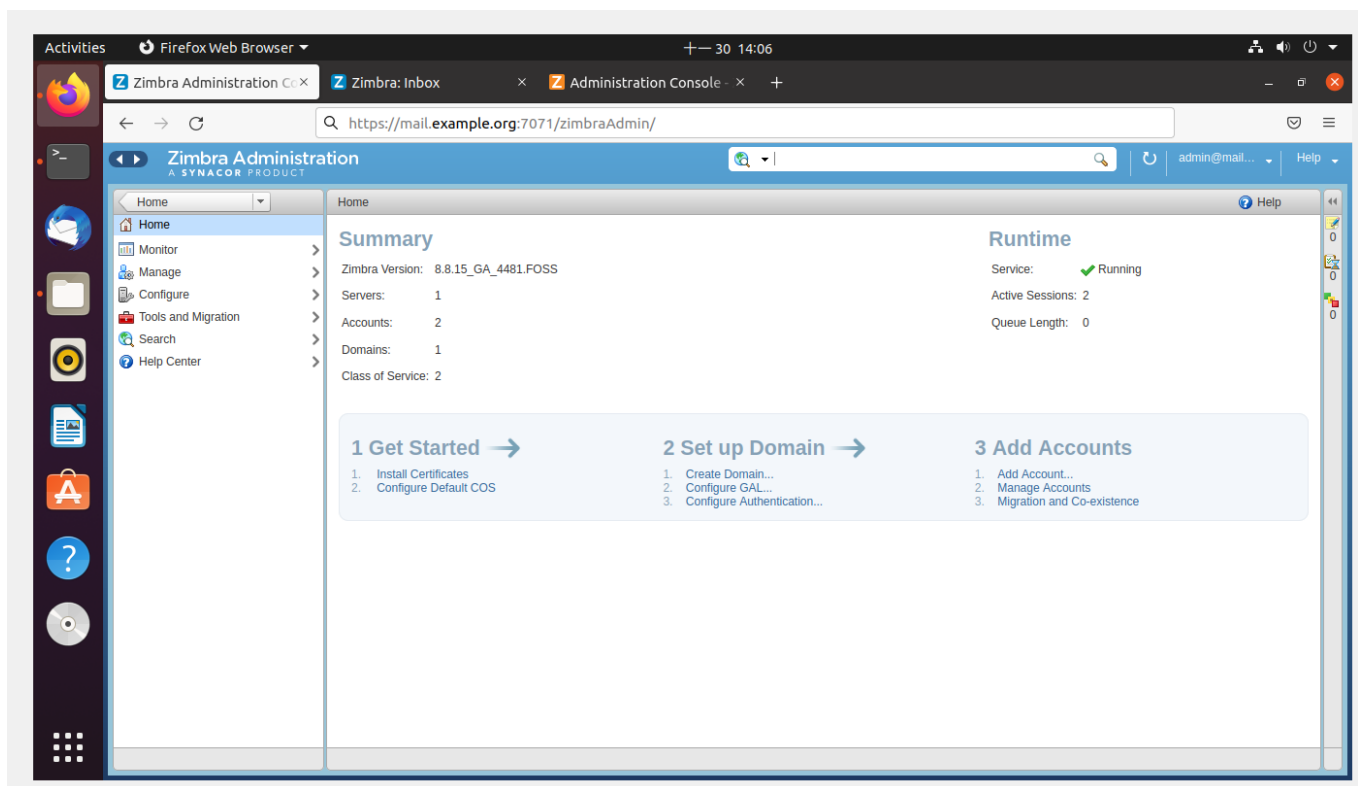 Activities Firefox Web Browser 十一 30 14:06
Zimbra Administration Co Zimbra: Inbox Administration Console -
https://mail.example.org:7071/zimbraAdmin/
Zimbra Administration admin@mail... Help
A SYNACOR PRODUCT
Home Home Help
Home
Monitor
Manage
Configure
Tools and Migration
Search
Help Center
Summary Runtime
Zimbra Version: 8.8.15_GA_4481.FOSS Service: Running
Servers: 1 Active Sessions: 2
Accounts: 2 Queue Length: 0
Domains: 1
Class of Service: 2
0
0
0
1 Get Started 2 Set up Domain 3 Add Accounts
1. Install Certificates 1. Create Domain... 1. Add Account...
2. Configure Default COS 2. Configure GAL... 2. Manage Accounts
3. Configure Authentication... 3. Migration and Co-existence